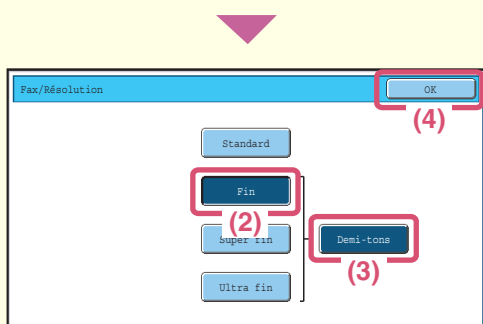 Fax/Résolution
OK
(4)
Standard
Fin
(2)
Super fin
Demi-tons
(3)
Ultra fin